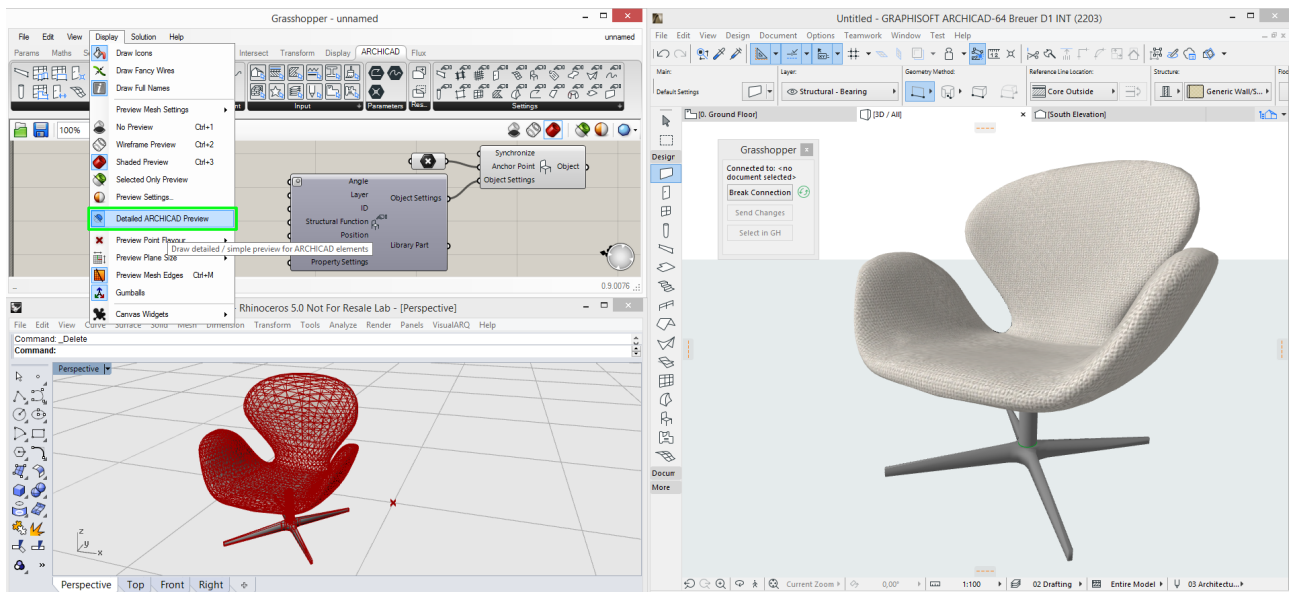 Grasshopper - unnamed
File Edit View Display Solution Help
unnamed
Params Maths
Intersect Transform Display ARCHICAD Flux
Input
Parameters
Res...
Settings
100%
Draw Icons
Draw Fancy Wires
Draw Full Names
Preview Mesh Settings
No Preview Ctrl+1
Wireframe Preview Ctrl+2
Shaded Preview Ctrl+3
Selected Only Preview
Preview Settings...
Detailed ARCHICAD Preview
Preview Point Flavour
Draw detailed / simple preview for ARCHICAD elements
Preview Plane Size
Preview Mesh Edges Ctrl+M
Gumballs
Canvas Widgets
Synchronize
Anchor Point
Object Settings
Object
Angle
Layer
ID
Structural Function
Position
Property Settings
Object Settings
Library Part
0.9.0076
Rhinoceros 5.0 Not For Resale Lab - [Perspective]
File Edit View Curve Surface Solid Mesh Dimension Transform Tools Analyze Render Panels VisualARQ Help
Command: _Delete
Command:
Perspective
z
y
x
Perspective Top Front Right
Untitled - GRAPHISOFT ARCHICAD-64 Breuer D1 INT (2203)
File Edit View Design Document Options Teamwork Window Test Help
Main: Layer: Geometry Method: Reference Line Location: Structure: Floo
Default Settings Structural - Bearing Core Outside Generic Wall/S...
[0. Ground Floor] [3D / All] [South Elevation]
Desigr
Docum
More
Grasshopper
Connected to: <no
document selected>
Break Connection
Send Changes
Select in GH
Current Zoom 0,00° 1:100 02 Drafting Entire Model 03 Architectu...